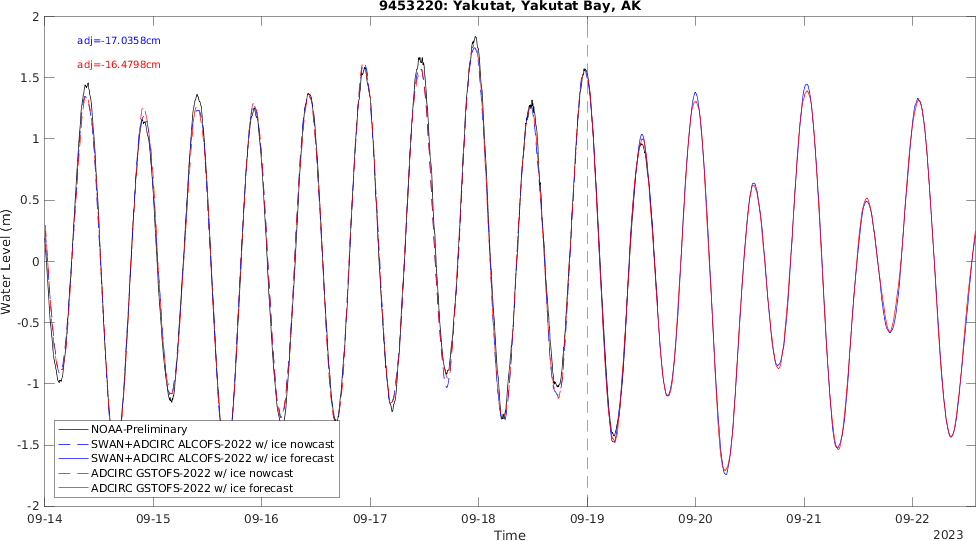 9453220: Yakutat, Yakutat Bay, AK
2
adj=-17.0358cm
adj=-16.4798cm
1.5
1
0.5
0
-0.5
-1
-1.5
-2
Water Level (m)
NOAA-Preliminary
SWAN+ADCIRC ALCOFS-2022 w/ ice nowcast
SWAN+ADCIRC ALCOFS-2022 w/ ice forecast
ADCIRC GSTOFS-2022 w/ ice nowcast
ADCIRC GSTOFS-2022 w/ ice forecast
09-14 09-15 09-16 09-17 09-18 09-19 09-20 09-21 09-22
Time
2023